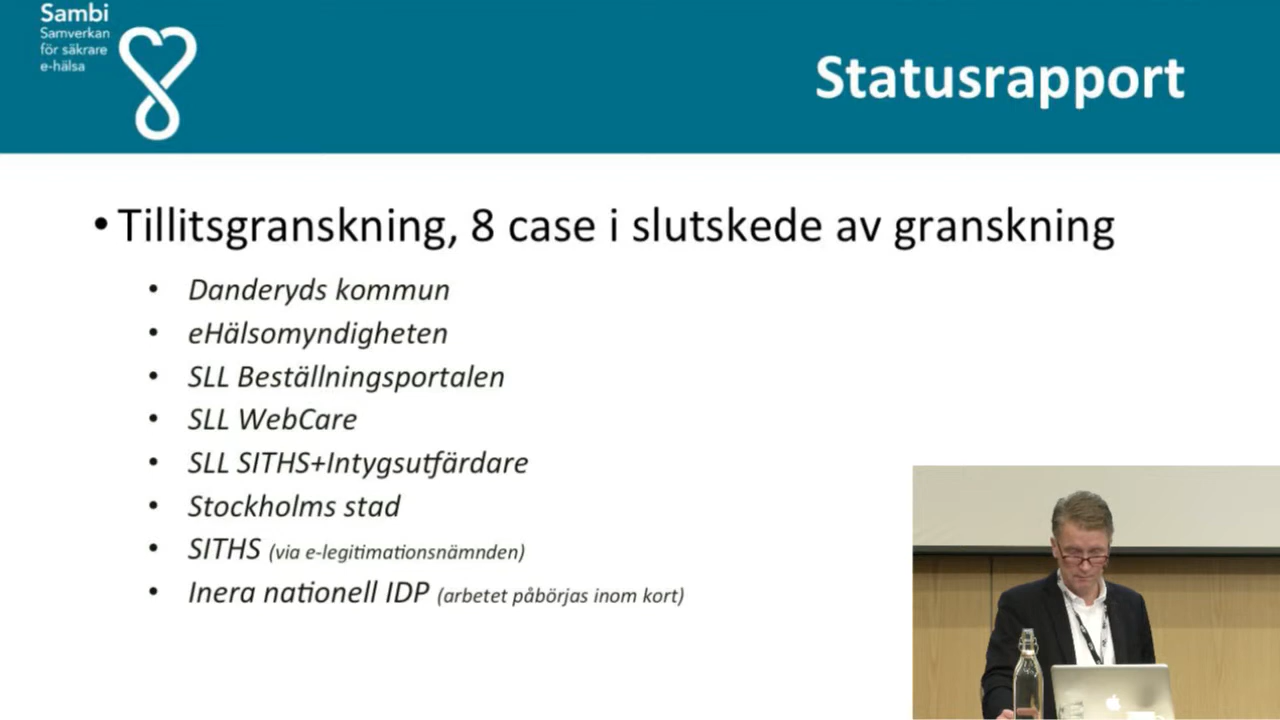 Sambi
Samverkan
för säkrare
e-hälsa
Statusrapport
• Tillitsgranskning, 8 case i slutskede av granskning
• Danderyds kommun
• eHälsomyndigheten
• SLL Beställningsportalen
• SLL WebCare
• SLL SITHS+Intygsutfärdare
• Stockholms stad
• SITHS (via e-legitimationsnämnden)
• Inera nationell IDP (arbetet påbörjas inom kort)